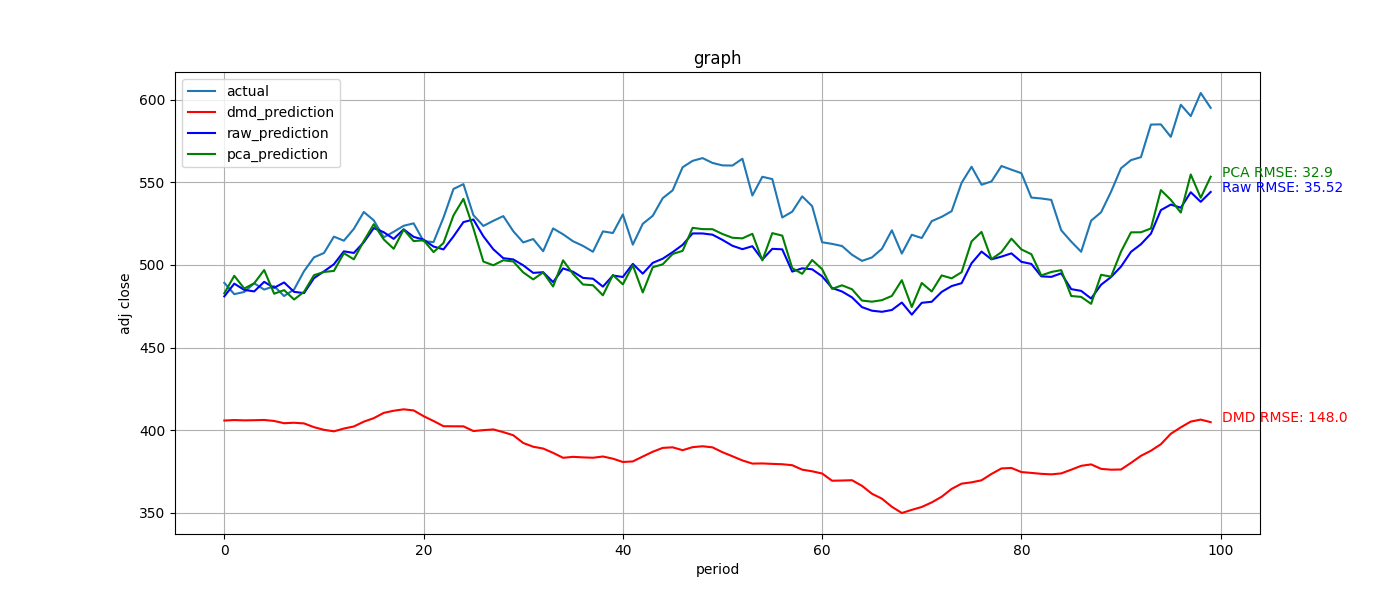 graph
actual
dmd_prediction
raw_prediction
pca_prediction
600
550
500
450
400
350
adj close
PCA RMSE: 32.9
Raw RMSE: 35.52
DMD RMSE: 148.0
0
20
40
60
80
100
period